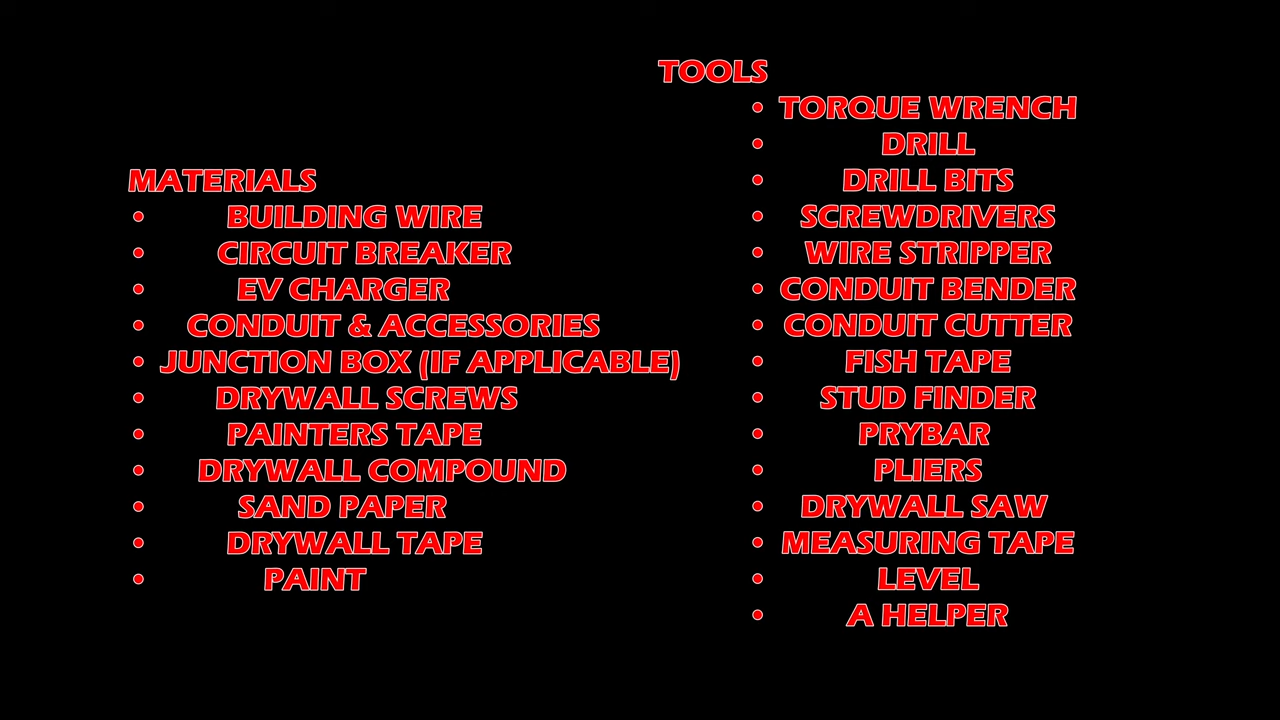 MATERIALS
• BUILDING WIRE
• CIRCUIT BREAKER
• EV CHARGER
• CONDUIT & ACCESSORIES
• JUNCTION BOX (IF APPLICABLE)
• DRYWALL SCREWS
• PAINTERS TAPE
• DRYWALL COMPOUND
• SAND PAPER
• DRYWALL TAPE
• PAINT
TOOLS
• TORQUE WRENCH
• DRILL
• DRILL BITS
• SCREWDRIVERS
• WIRE STRIPPER
• CONDUIT BENDER
• CONDUIT CUTTER
• FISH TAPE
• STUD FINDER
• PRYBAR
• PLIERS
• DRYWALL SAW
• MEASURING TAPE
• LEVEL
• A HELPER